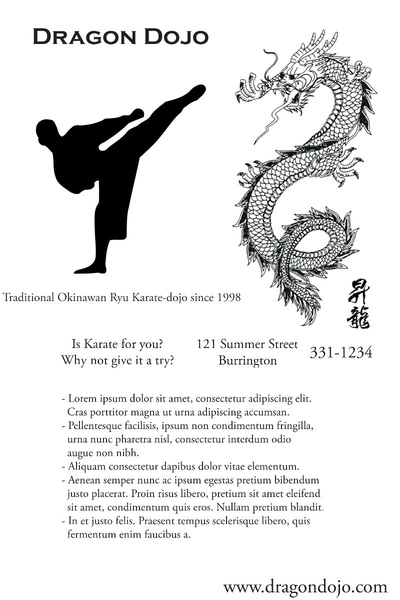 DRAGON DOJO
Traditional Okinawan Ryu Karate-dojo since 1998
昇
龍
Is Karate for you?
Why not give it a try?
121 Summer Street
Burrington
331-1234
- Lorem ipsum dolor sit amet, consectetur adipiscing elit.
Cras porttitor magna ut urna adipiscing accumsan.
- Pellentesque facilisis, ipsum non condimentum fringilla,
urna nunc pharetra nisl, consectetur interdum odio
augue non nibh.
- Aliquam consectetur dapibus dolor vitae elementum.
- Aenean semper nunc ac ipsum egestas pretium bibendum
justo placerat. Proin risus libero, pretium sit amet eleifend
sit amet, condimentum quis eros. Nullam pretium blandit.
- In et justo felis. Praesent tempus scelerisque libero, quis
fermentum enim faucibus a.
www.dragondojo.com